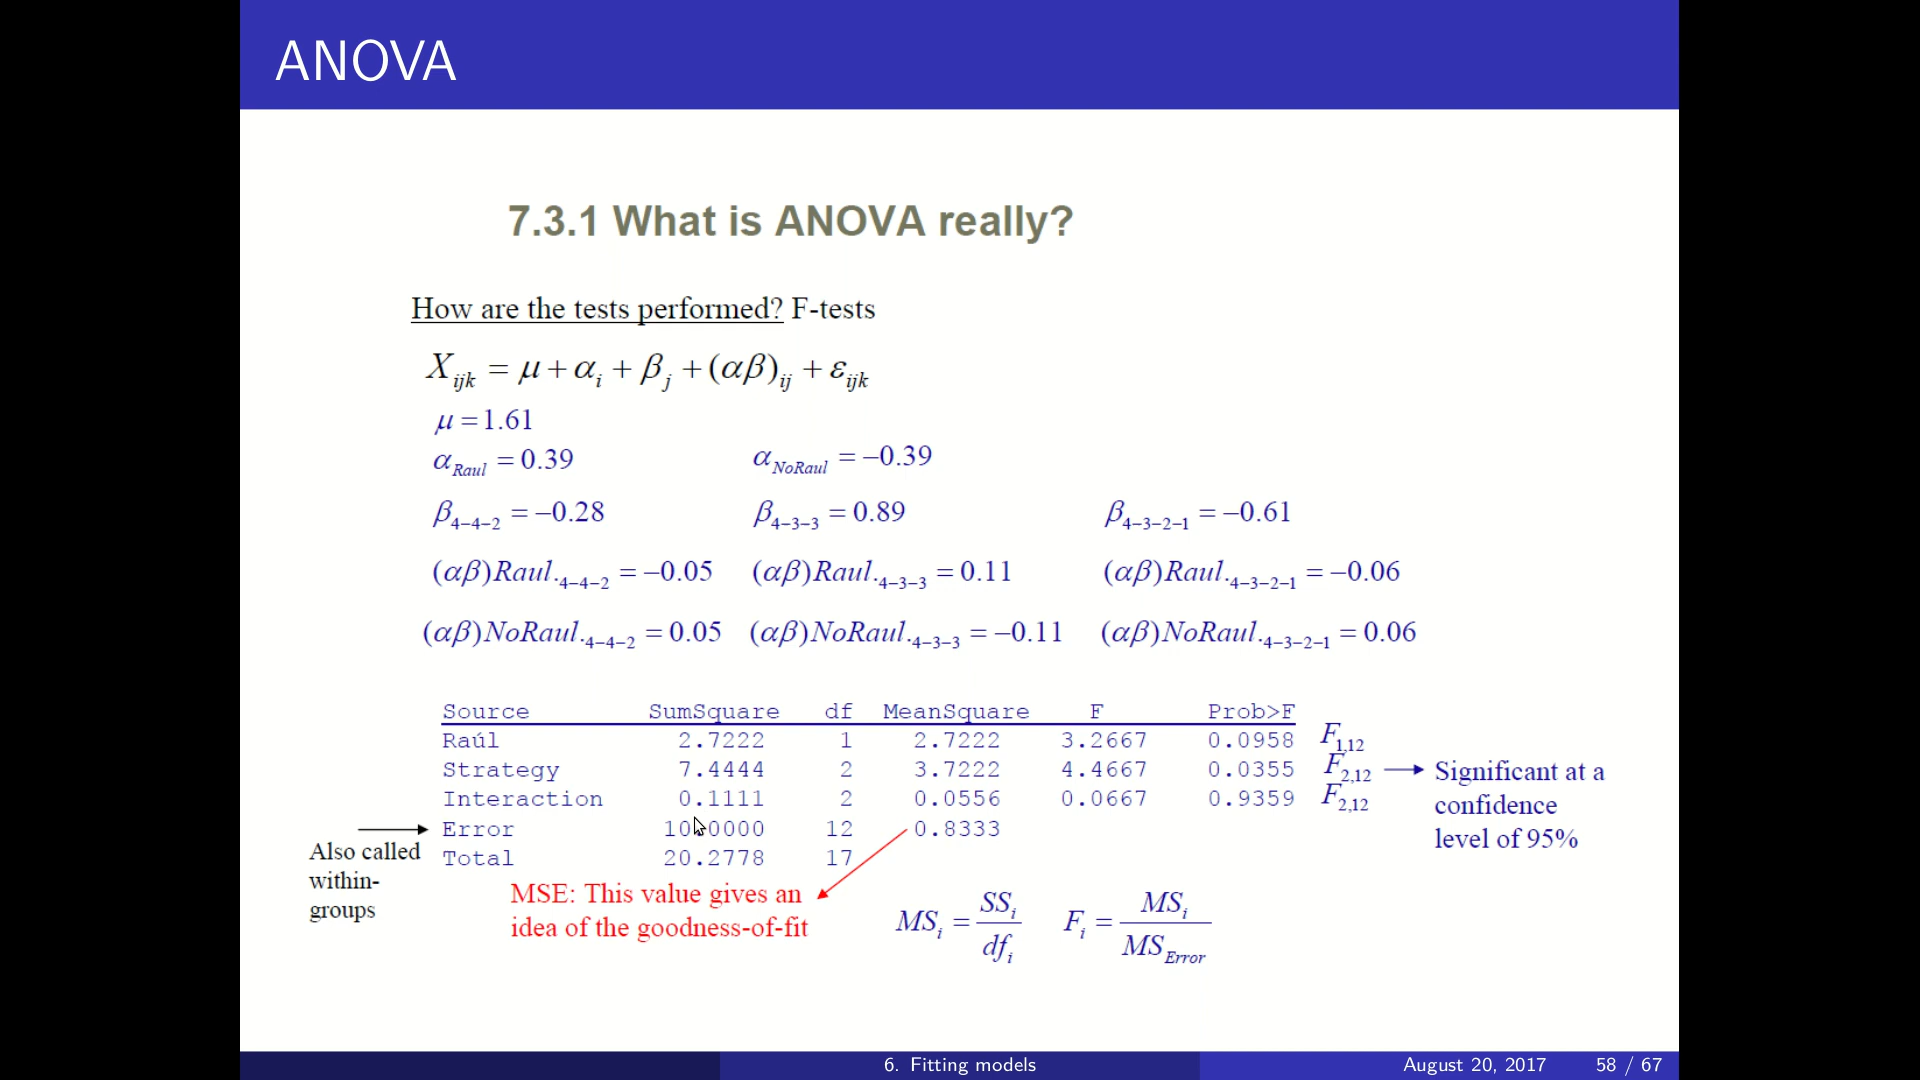 ANOVA
7.3.1 What is ANOVA really?
How are the tests performed? F-tests
X_ijk = μ + α_i + β_j + (αβ)_ij + ε_ijk
μ = 1.61
α_Raul = 0.39 α_NoRaul = −0.39
β_4−4−2 = −0.28 β_4−3−3 = 0.89 β_4−3−2−1 = −0.61
(αβ)Raul._4−4−2 = −0.05 (αβ)Raul._4−3−3 = 0.11 (αβ)Raul._4−3−2−1 = −0.06
(αβ)NoRaul._4−4−2 = 0.05 (αβ)NoRaul._4−3−3 = −0.11 (αβ)NoRaul._4−3−2−1 = 0.06
Source SumSquare df MeanSquare F Prob>F
Raúl 2.7222 1 2.7222 3.2667 0.0958 F_1,12
Strategy 7.4444 2 3.7222 4.4667 0.0355 F_2,12
Interaction 0.1111 2 0.0556 0.0667 0.9359 F_2,12
Error 10.0000 12 0.8333
Total 20.2778 17
Significant at a
confidence
level of 95%
Also called
within-
groups
MSE: This value gives an
idea of the goodness-of-fit
MS_i = SS_i / df_i F_i = MS_i / MS_Error
6. Fitting models August 20, 2017 58 / 67